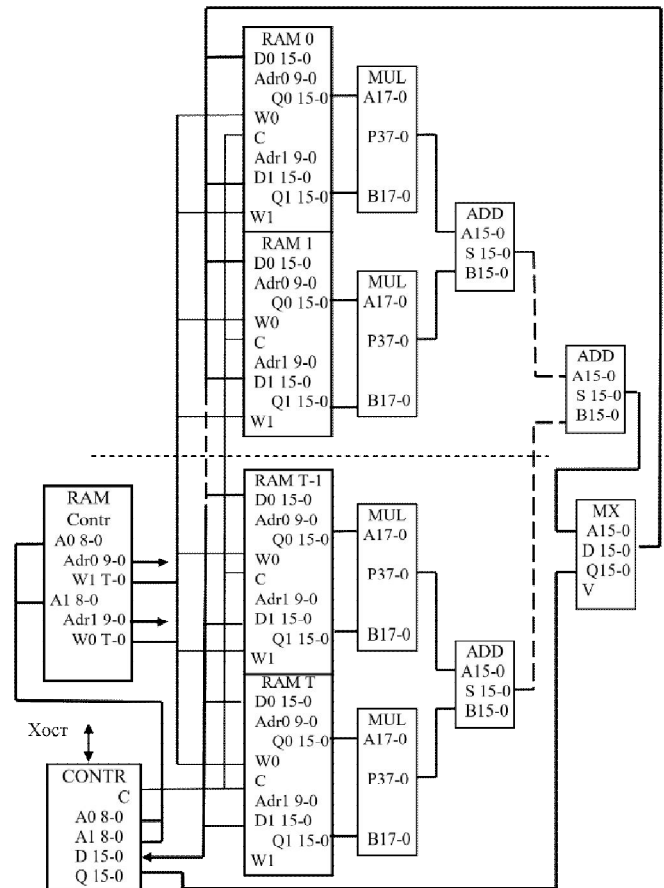 RAM 0
D0 15-0
Adr0 9-0
Q0 15-0
W0
C
Adr1 9-0
D1 15-0
Q1 15-0
W1
MUL
A17-0
P37-0
B17-0
RAM 1
D0 15-0
Adr0 9-0
Q0 15-0
W0
C
Adr1 9-0
D1 15-0
Q1 15-0
W1
MUL
A17-0
P37-0
B17-0
ADD
A15-0
S 15-0
B15-0
ADD
A15-0
S 15-0
B15-0
RAM
Contr
A0 8-0
Adr0 9-0
W1 T-0
A1 8-0
Adr1 9-0
W0 T-0
RAM T-1
D0 15-0
Adr0 9-0
Q0 15-0
W0
C
Adr1 9-0
D1 15-0
Q1 15-0
W1
MUL
A17-0
P37-0
B17-0
MX
A15-0
D 15-0
Q15-0
V
RAM T
D0 15-0
Adr0 9-0
Q0 15-0
W0
C
Adr1 9-0
D1 15-0
Q1 15-0
W1
MUL
A17-0
P37-0
B17-0
ADD
A15-0
S 15-0
B15-0
Хост
CONTR
C
A0 8-0
A1 8-0
D 15-0
Q 15-0